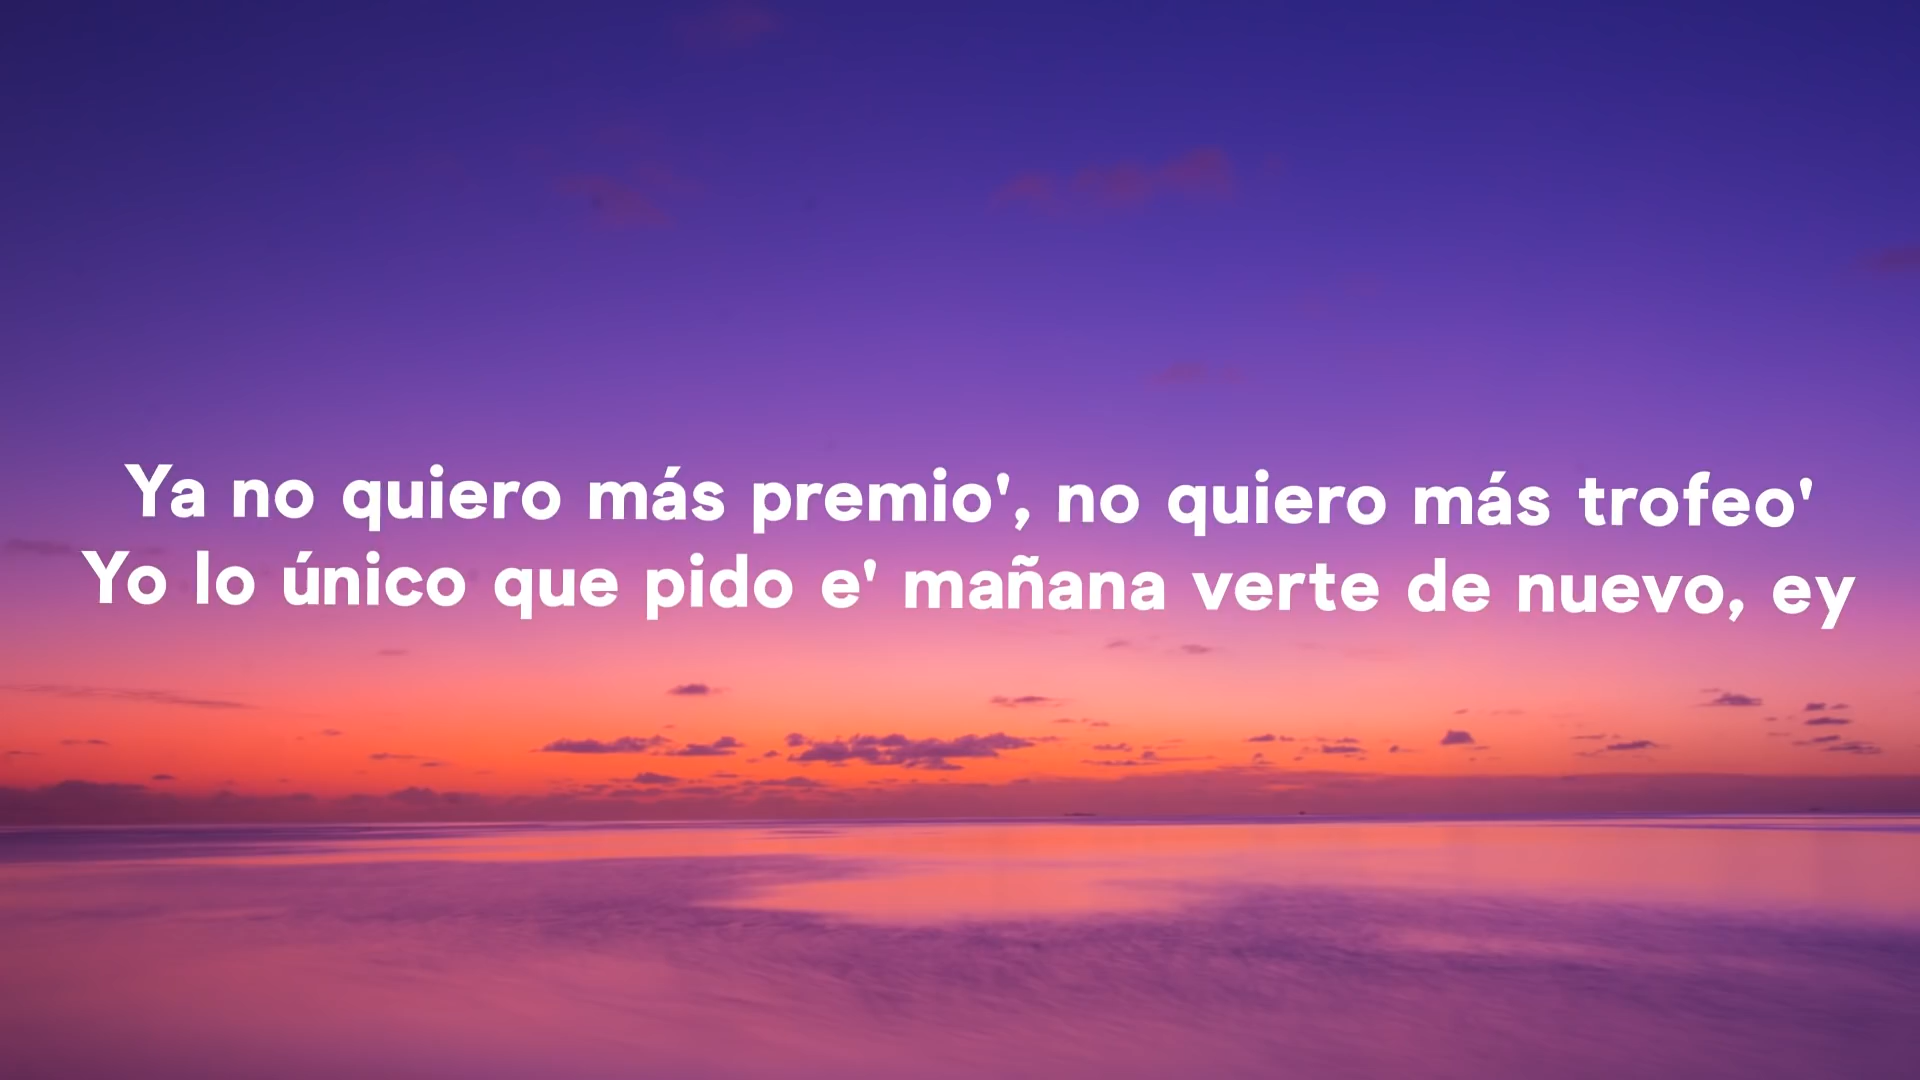 Ya no quiero más premio', no quiero más trofeo'
Yo lo único que pido e' mañana verte de nuevo, ey